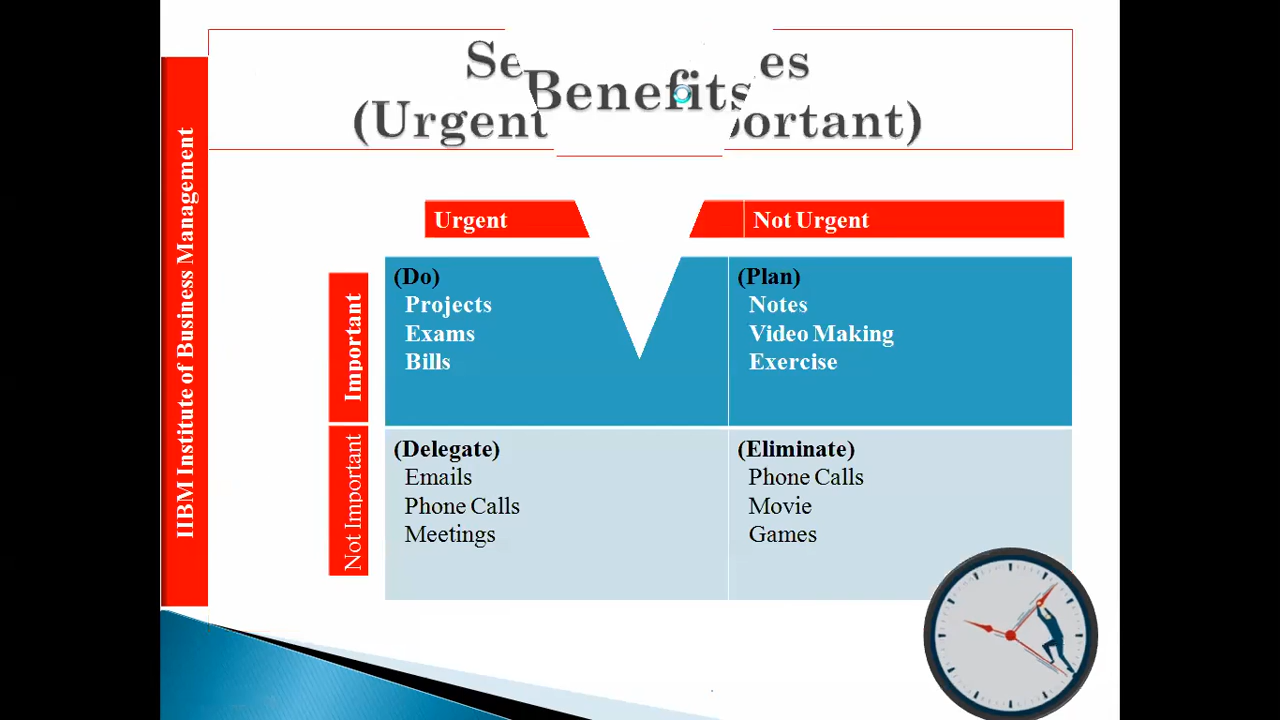 Benefits
(Urgent
Urgent
Not Urgent
IIBM Institute of Business Management
Important
(Do)
Projects
Exams
Bills
(Plan)
Notes
Video Making
Exercise
Not Important
(Delegate)
Emails
Phone Calls
Meetings
(Eliminate)
Phone Calls
Movie
Games